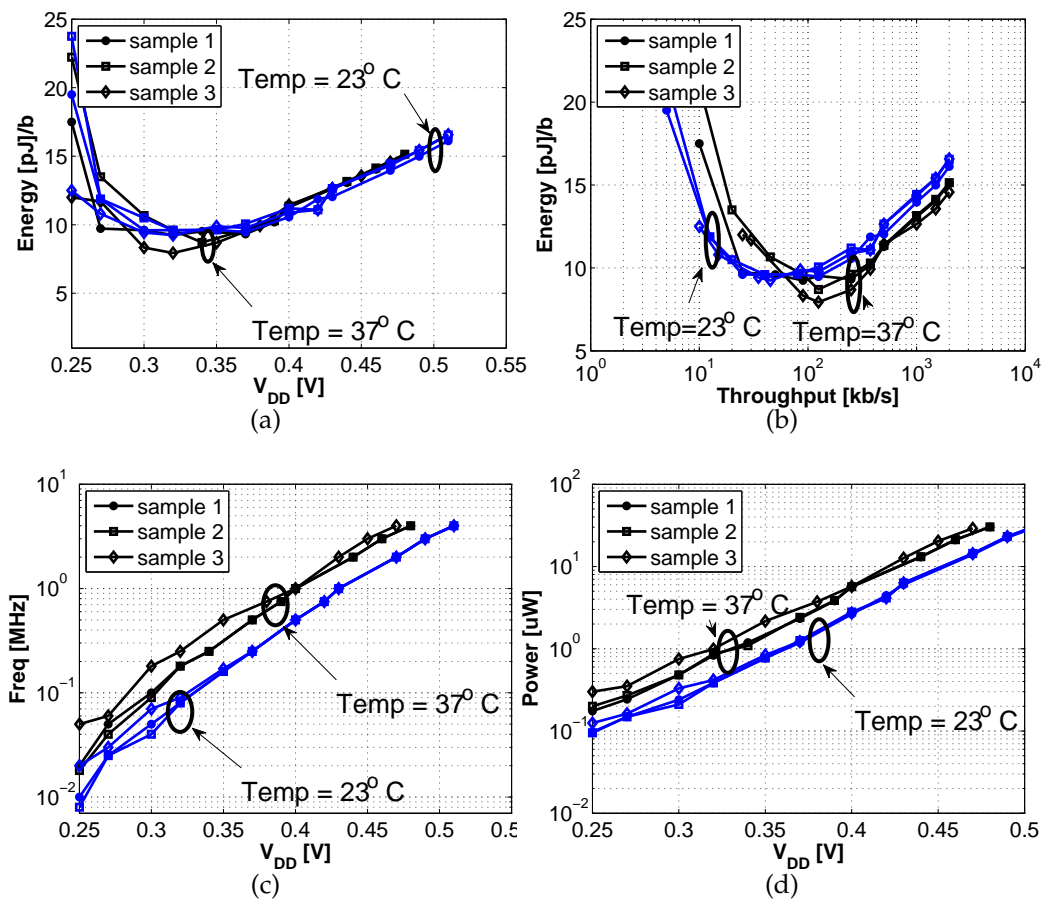 25
20
15
10
5
0.25
0.3
0.35
0.4
0.45
0.5
0.55
Energy [pJ]/b
V_DD [V]
sample 1
sample 2
sample 3
Temp = 23° C
Temp = 37° C
(a)
25
20
15
10
5
10^0
10^1
10^2
10^3
10^4
Energy [pJ]/b
Throughput [kb/s]
sample 1
sample 2
sample 3
Temp=23° C
Temp=37° C
(b)
10^1
10^0
10^-1
10^-2
0.25
0.3
0.35
0.4
0.45
0.5
Freq [MHz]
V_DD [V]
sample 1
sample 2
sample 3
Temp = 37° C
Temp = 23° C
(c)
10^2
10^1
10^0
10^-1
10^-2
0.25
0.3
0.35
0.4
0.45
0.5
Power [uW]
V_DD [V]
sample 1
sample 2
sample 3
Temp = 37° C
Temp = 23° C
(d)